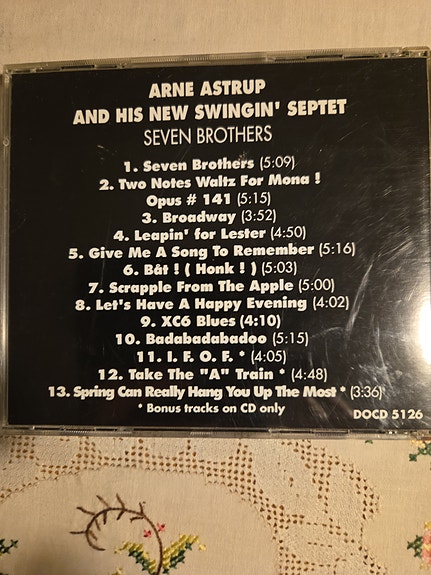 ARNE ASTRUP
AND HIS NEW SWINGIN' SEPTET
SEVEN BROTHERS
1. Seven Brothers (5:09)
2. Two Notes Waltz For Mona !
Opus # 141 (5:15)
3. Broadway (3:52)
4. Leapin' for Lester (4:50)
5. Give Me A Song To Remember (5:16)
6. Båt ! ( Honk ! ) (5:03)
7. Scrapple From The Apple (5:00)
8. Let's Have A Happy Evening (4:02)
9. XC6 Blues (4:10)
10. Badabadabadoo (5:15)
11. I. F. O. F. * (4:05)
12. Take The "A" Train * (4:48)
13. Spring Can Really Hang You Up The Most * (3:36)
* Bonus tracks on CD only
DOCD 5126